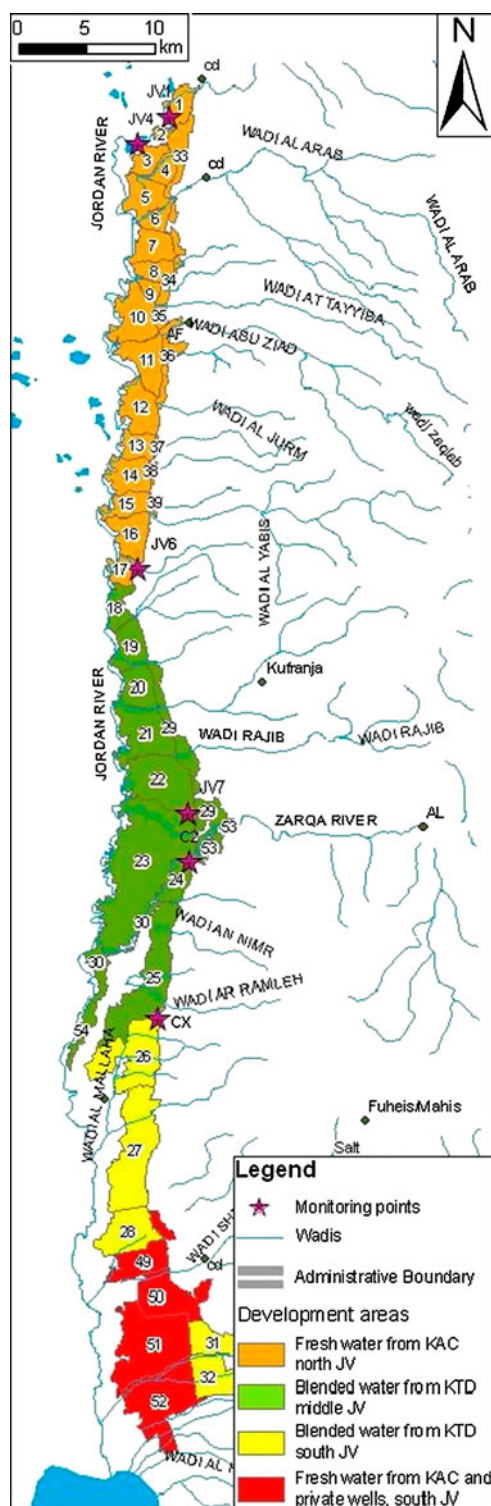 0 5 10
km
N
cd
JV1
1
JV4
2
3
33
4
WADI AL ARAB
cd
5
6
JORDAN RIVER
WADI AL ARAB
7
8
34
9
WADI AT TAYYIBA
10
35
AF
WADI ABU ZIAD
36
11
12
WADI AL JURM
wadi zaqlab
13
37
14
38
15
39
16
JV6
17
WADI AL YABIS
18
19
Kufranja
20
JORDAN RIVER
21
29
WADI RAJIB
WADI RAJIB
22
JV7
29
53
ZARQA RIVER
AL
C2
23
53
24
30
WADI AN NIMR
30
25
WADI AR RAMLEH
54
CX
26
WADI AL MALLAHA
Fuheis/Mahis
27
Salt
28
49
cd
50
51
31
32
52
Legend
Monitoring points
Wadis
Administrative Boundary
Development areas
Fresh water from KAC
north JV
Blended water from KTD
middle JV
Blended water from KTD
south JV
Fresh water from KAC and
private wells, south JV